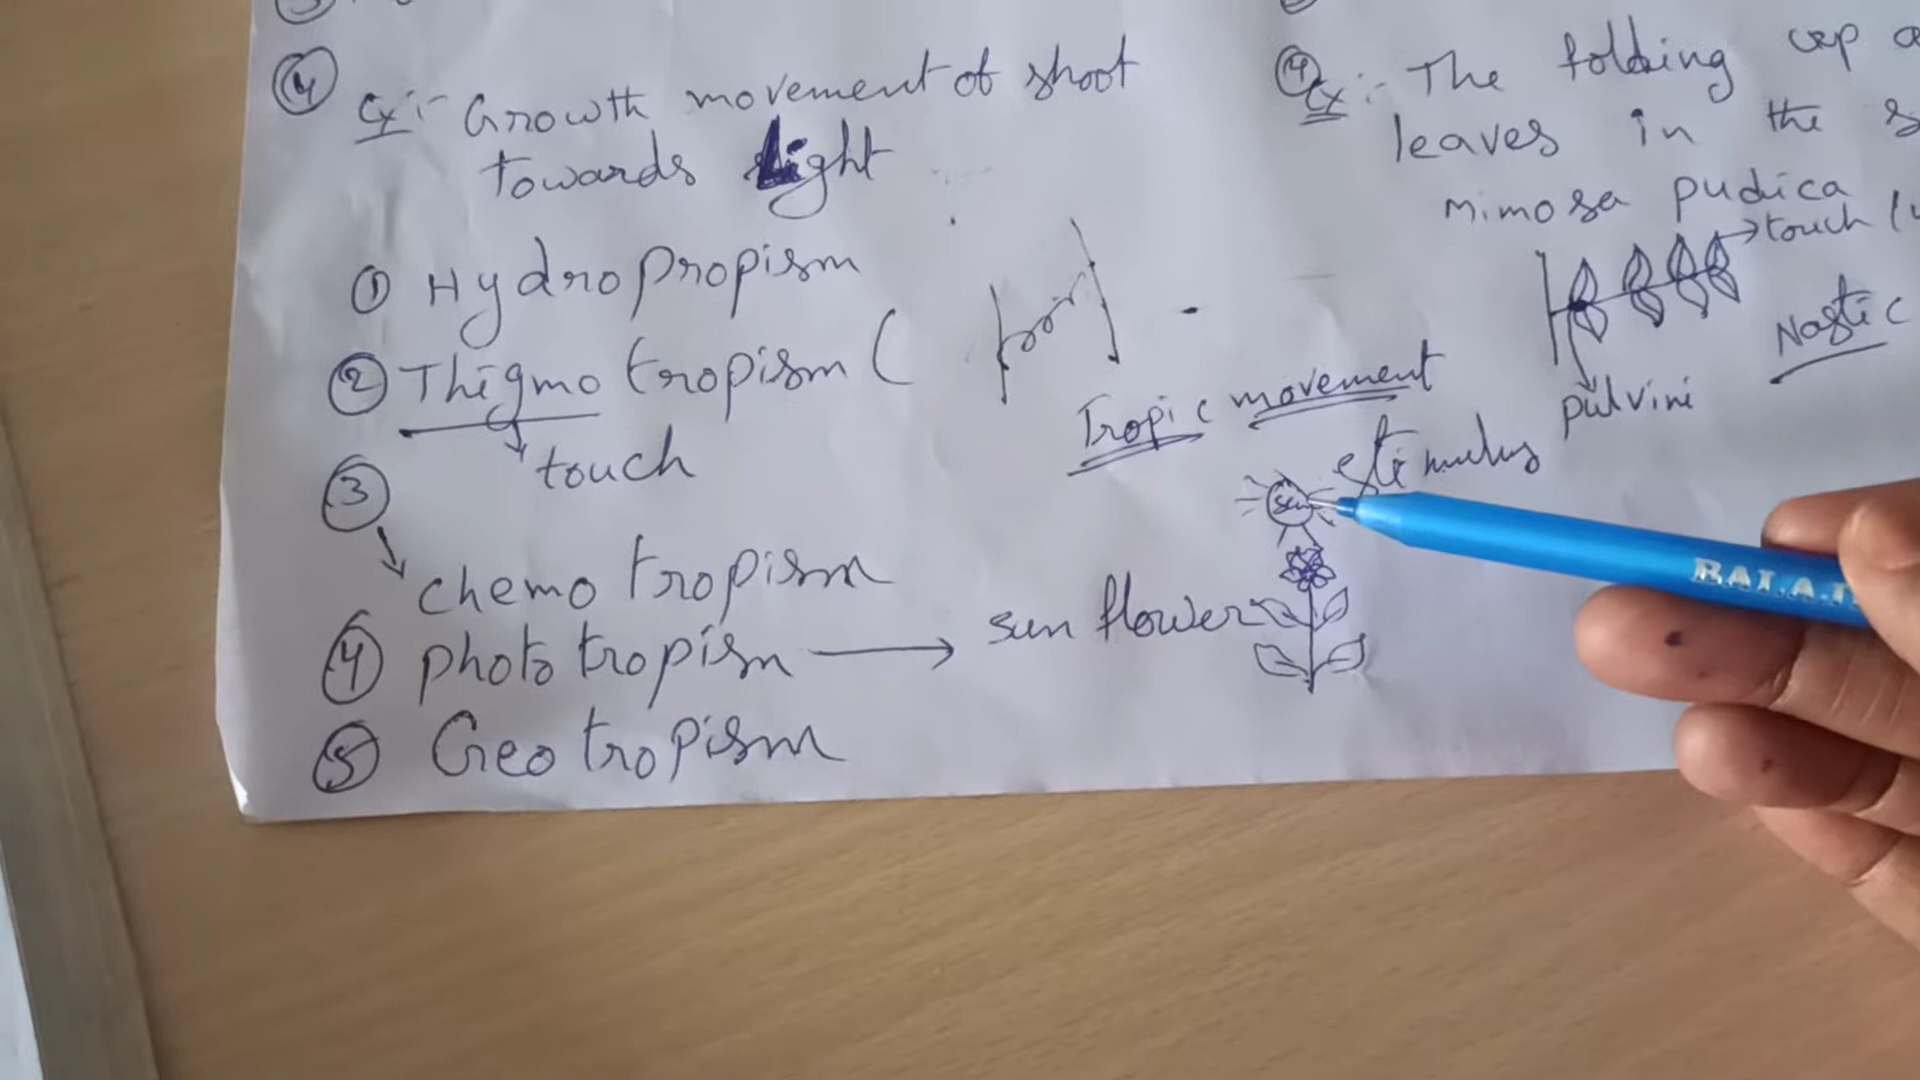 ④ Ex:- Growth movement of shoot
towards Light
① Hydropropism
② Thigmo tropism (
touch
③
chemo tropism
④ photo tropism → sun flower
⑤ Geo tropism
Tropic movement
stimulus
sun
④ Ex:- The folding up
leaves in the
mimosa pudica
touch
pulvini
Nastic